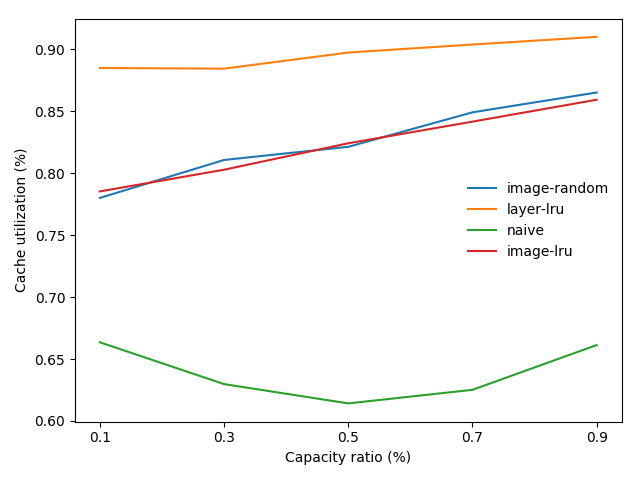 0.90
0.85
0.80
0.75
0.70
0.65
0.60
Cache utilization (%)
image-random
layer-lru
naive
image-lru
0.1 0.3 0.5 0.7 0.9
Capacity ratio (%)